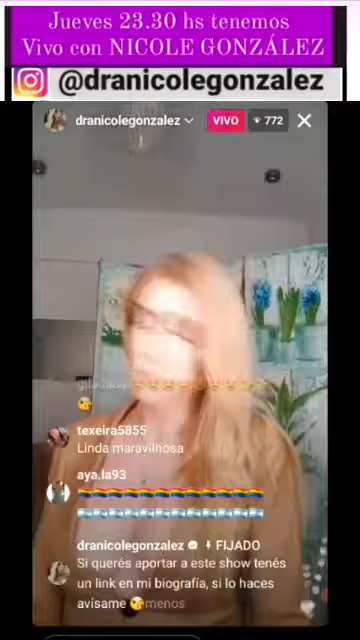 Jueves 23.30 hs tenemos
Vivo con NICOLE GONZÁLEZ
@dranicolegonzalez
dranicolegonzalez
VIVO
772
texeira5855
Linda maravilhosa
aya.la93
dranicolegonzalez FIJADO
Si querés aportar a este show tenés
un link en mi biografía, si lo haces
avisame menos